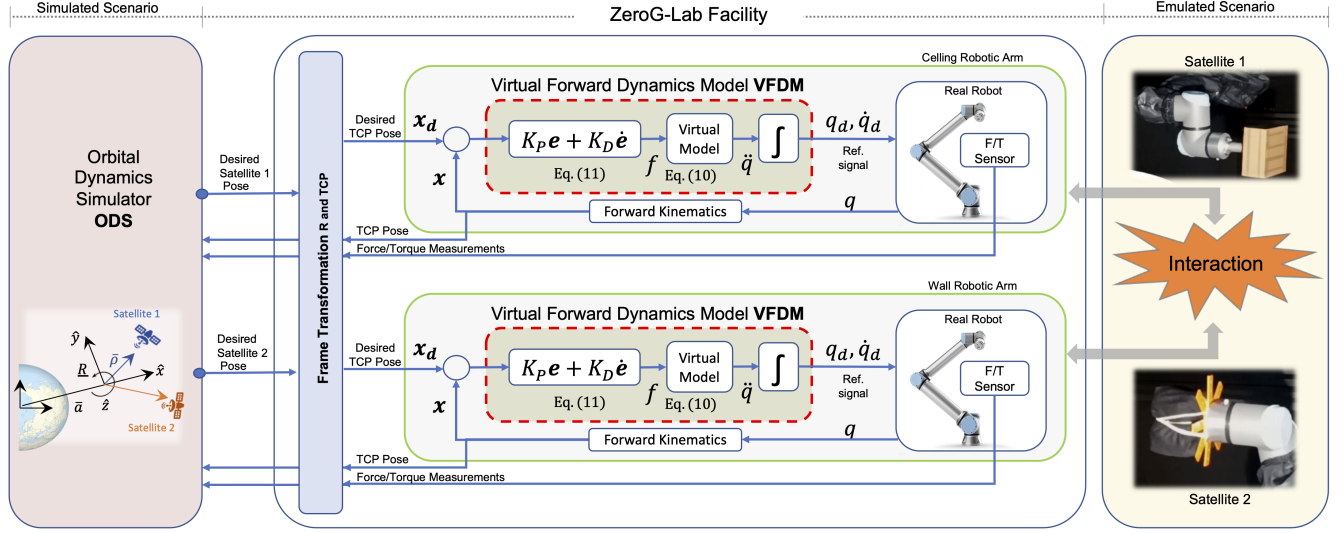 Simulated Scenario
ZeroG-Lab Facility
Emulated Scenario
Orbital
Dynamics
Simulator
ODS
Satellite 1
Satellite 2
ŷ
ρ̄
R
x̂
ā
ẑ
Desired
Satellite 1
Pose
Desired
Satellite 2
Pose
Frame Transformation R and TCP
Celling Robotic Arm
Virtual Forward Dynamics Model VFDM
Desired
TCP Pose
x_d
x
K_P e + K_D ė
Eq. (11)
f
Virtual
Model
Eq. (10)
q̈
∫
q_d, q̇_d
Ref.
signal
Real Robot
F/T
Sensor
q
Forward Kinematics
TCP Pose
Force/Torque Measurements
Wall Robotic Arm
Virtual Forward Dynamics Model VFDM
Desired
TCP Pose
x_d
x
K_P e + K_D ė
Eq. (11)
f
Virtual
Model
Eq. (10)
q̈
∫
q_d, q̇_d
Ref.
signal
Real Robot
F/T
Sensor
q
Forward Kinematics
TCP Pose
Force/Torque Measurements
Satellite 1
Interaction
Satellite 2